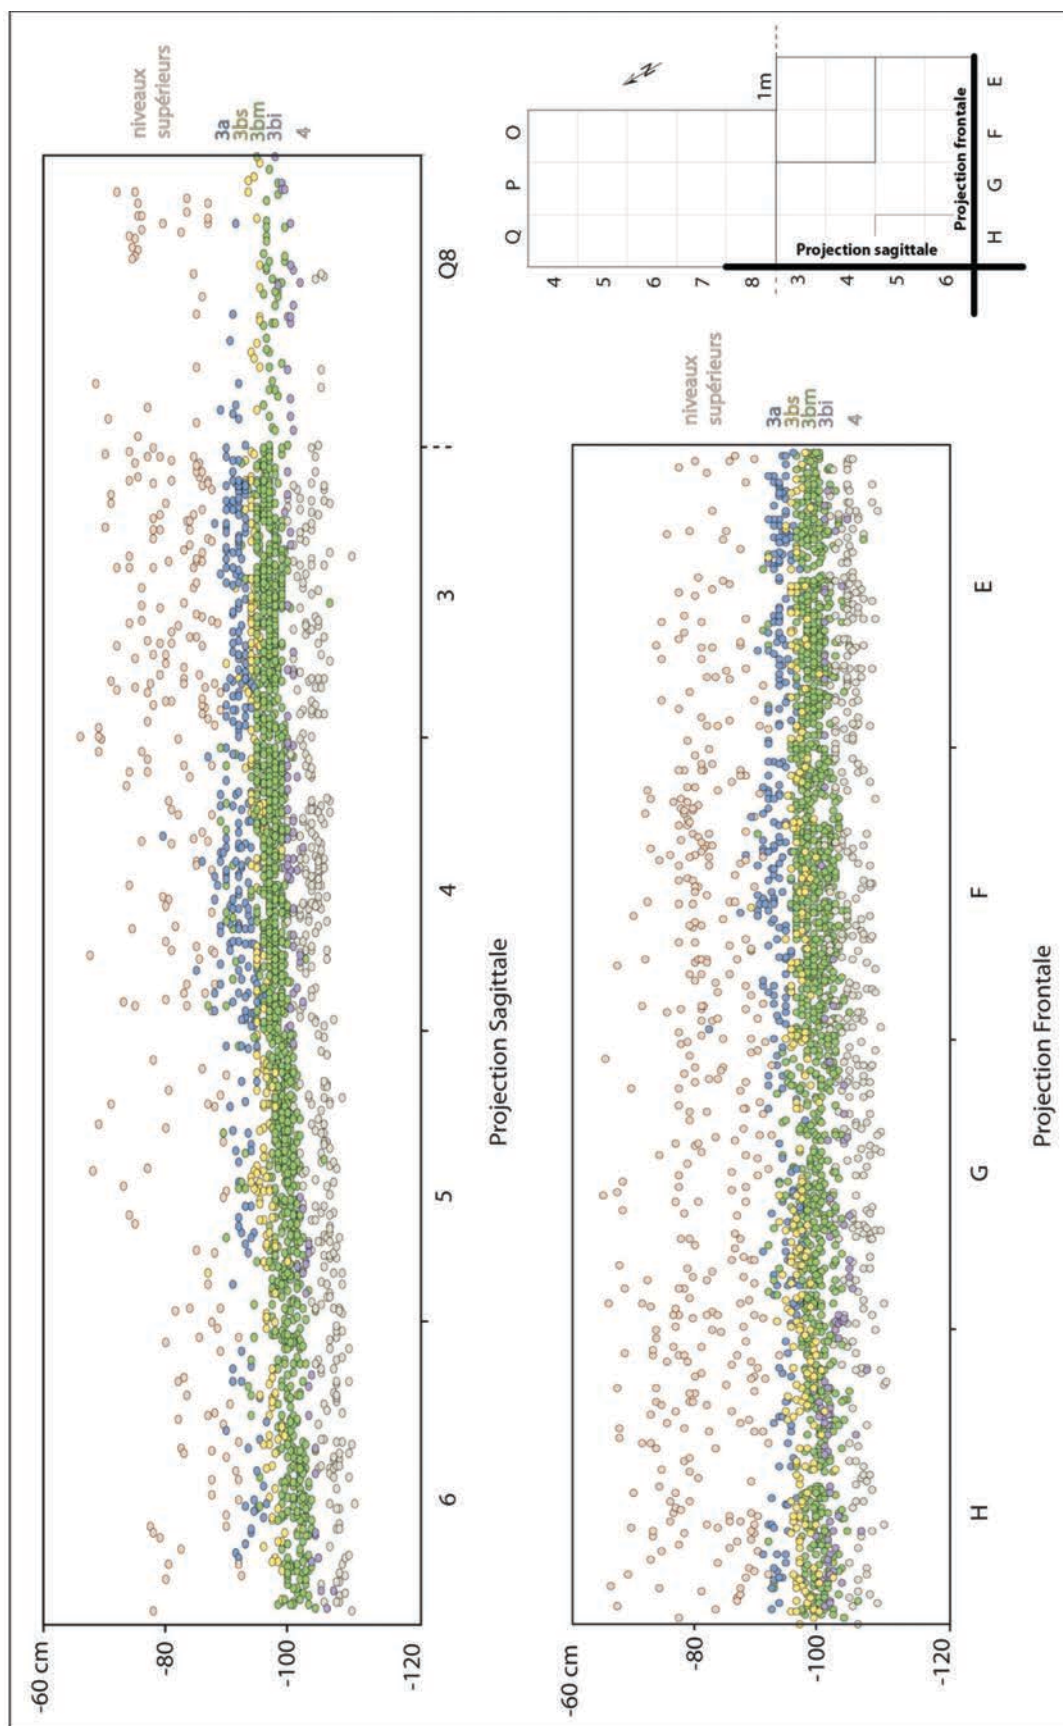 -60 cm
-80
-100
-120
6
5
4
3
Q8
niveaux
supérieurs
3a
3bs
3bm
3bi
4
Projection Sagittale
-60 cm
-80
-100
-120
H
G
F
E
niveaux
supérieurs
3a
3bs
3bm
3bi
4
Projection Frontale
Q
P
O
4
5
6
7
8
3
4
6
1m
N
Projection sagittale
Projection frontale
H
G
F
E